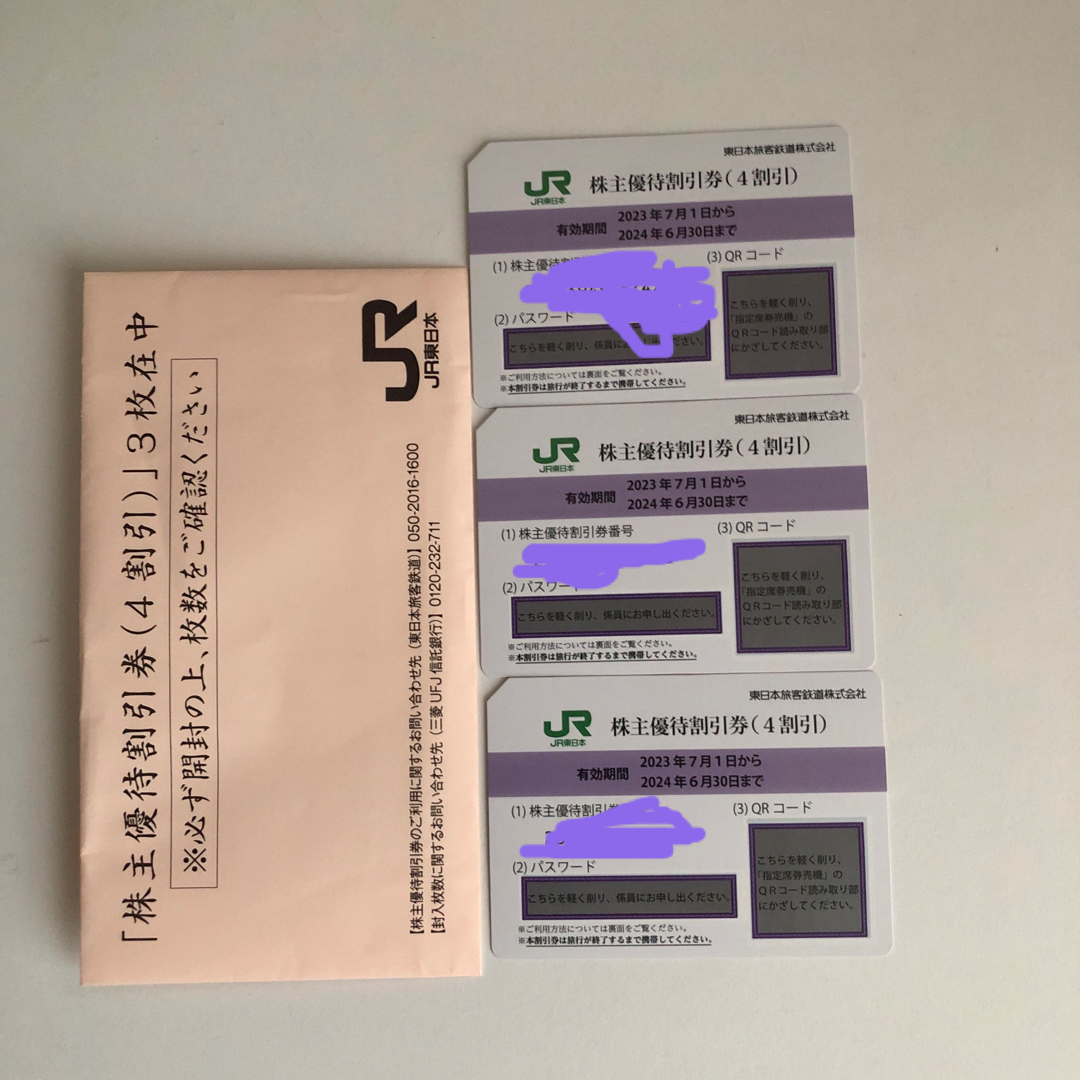 「株主優待割引券(4割引)」3枚在中
※必ず開封の上、枚数をご確認ください
JR
JR東日本
【株主優待割引券のご利用に関するお問い合わせ先(東日本旅客鉄道)】050-2016-1600
【封入枚数に関するお問い合わせ先(三菱UFJ信託銀行)】0120-232-711
東日本旅客鉄道株式会社
JR
JR東日本
株主優待割引券(4割引)
有効期間
2023年7月1日から
2024年6月30日まで
(1) 株主優待割
(3) QRコード
こちらを軽く削り、
「指定席券売機」の
QRコード読み取り部
にかざしてください。
(2) パスワード
こちらを軽く削り、係員に
ださい。
※ご利用方法については裏面をご覧ください。
※本割引券は旅行が終了するまで携帯してください。
東日本旅客鉄道株式会社
JR
JR東日本
株主優待割引券(4割引)
有効期間
2023年7月1日から
2024年6月30日まで
(1) 株主優待割引券番号
(3) QRコード
こちらを軽く削り、
「指定席券売機」の
QRコード読み取り部
にかざしてください。
(2) パスワー
こちらを軽く削り、係員にお申し出ください。
※ご利用方法については裏面をご覧ください。
※本割引券は旅行が終了するまで携帯してください。
東日本旅客鉄道株式会社
JR
JR東日本
株主優待割引券(4割引)
有効期間
2023年7月1日から
2024年6月30日まで
(1) 株主優待割引
(3) QRコード
こちらを軽く削り、
「指定席券売機」の
QRコード読み取り部
にかざしてください。
(2) パスワード
こちらを軽く削り、係員にお申し出ください。
※ご利用方法については裏面をご覧ください。
※本割引券は旅行が終了するまで携帯してください。